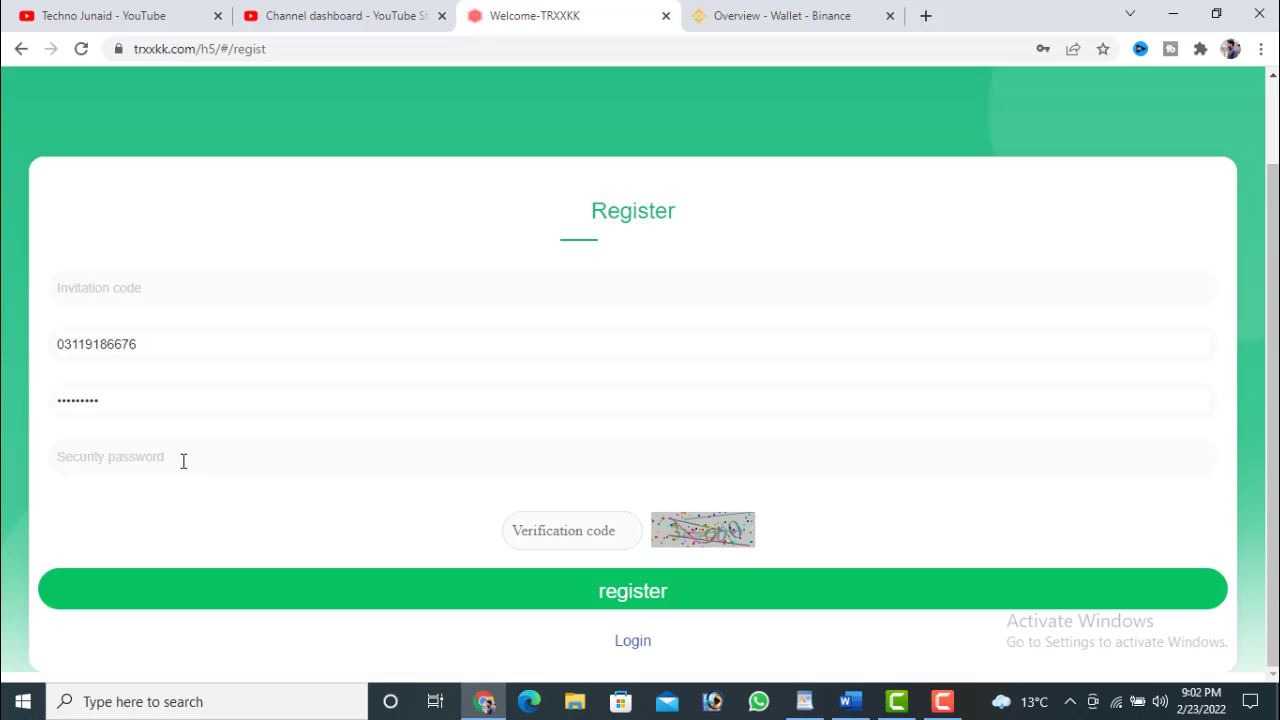 Techno Junaid - YouTube
Channel dashboard - YouTube St
Welcome-TRXXKK
Overview - Wallet - Binance
trxxkk.com/h5/#/regist
Register
Invitation code
03119186676
•••••••••
Security password
Verification code
register
Login
Activate Windows
Go to Settings to activate Windows.
Type here to search
13°C
9:02 PM
2/23/2022